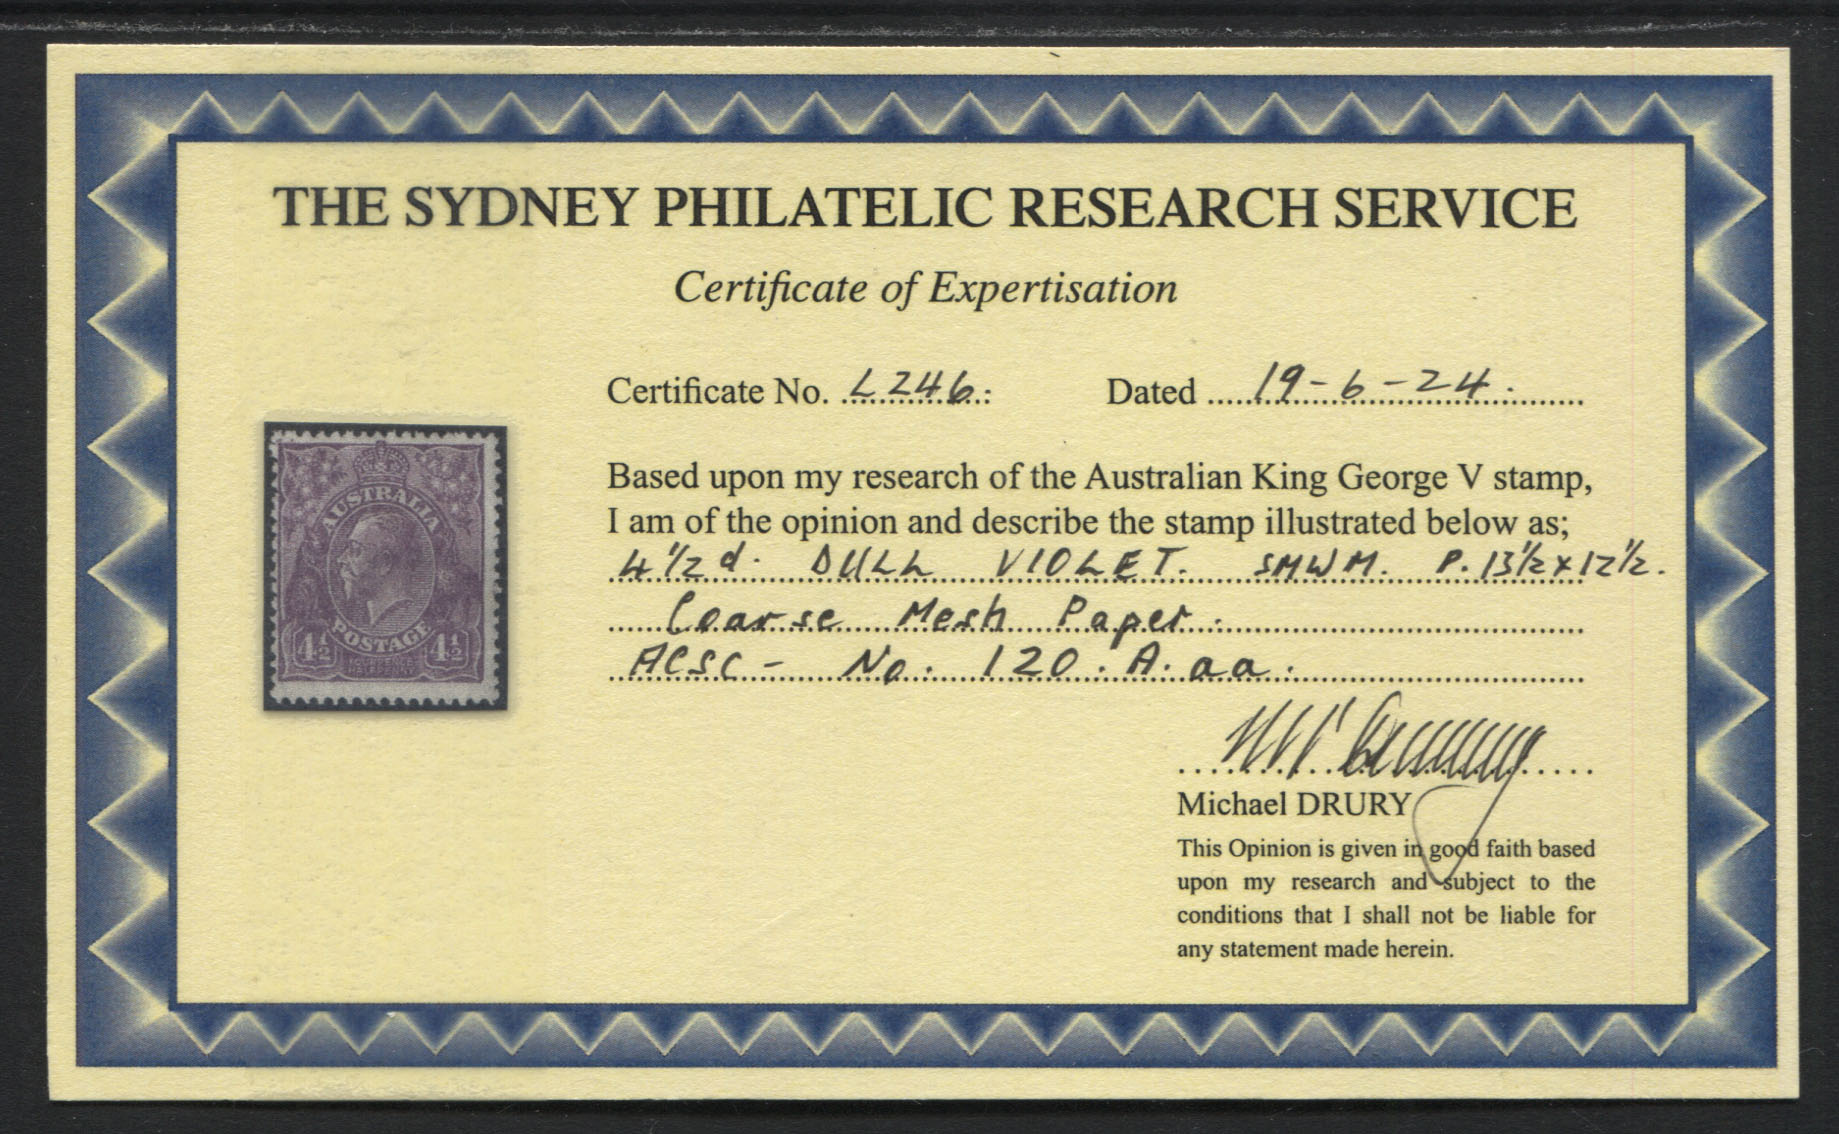 THE SYDNEY PHILATELIC RESEARCH SERVICE
Certificate of Expertisation
Certificate No. L246.
Dated 19-6-24.
AUSTRALIA
POSTAGE
4½ 4½
Based upon my research of the Australian King George V stamp,
I am of the opinion and describe the stamp illustrated below as;
4½d. DULL VIOLET. SMWM. P. 13½ x 12½.
Coarse Mesh Paper.
ACSC - No. 120. A. aa.
Michael DRURY
This Opinion is given in good faith based
upon my research and subject to the
conditions that I shall not be liable for
any statement made herein.